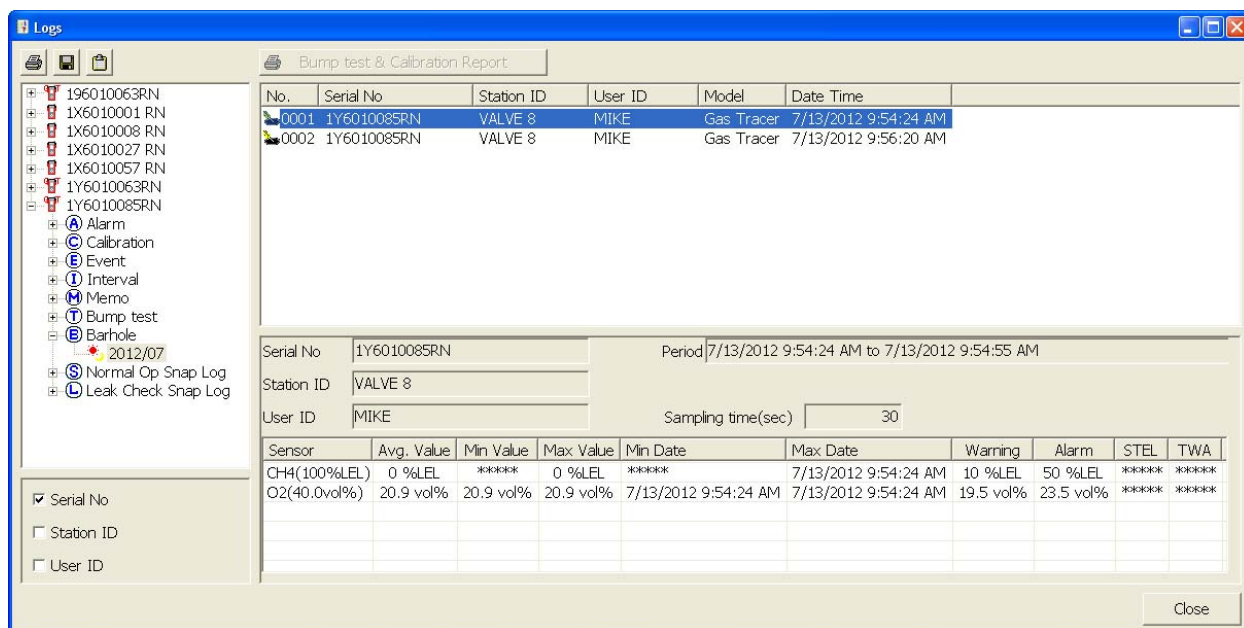 Logs
Bump test & Calibration Report
196010063RN
1X6010001 RN
1X6010008 RN
1X6010027 RN
1X6010057 RN
1Y6010063RN
1Y6010085RN
A Alarm
C Calibration
E Event
I Interval
M Memo
T Bump test
B Barhole
2012/07
S Normal Op Snap Log
L Leak Check Snap Log
Serial No
Station ID
User ID
No. Serial No Station ID User ID Model Date Time
0001 1Y6010085RN VALVE 8 MIKE Gas Tracer 7/13/2012 9:54:24 AM
0002 1Y6010085RN VALVE 8 MIKE Gas Tracer 7/13/2012 9:56:20 AM
Serial No 1Y6010085RN Period 7/13/2012 9:54:24 AM to 7/13/2012 9:54:55 AM
Station ID VALVE 8
User ID MIKE Sampling time(sec) 30
Sensor Avg. Value Min Value Max Value Min Date Max Date Warning Alarm STEL TWA
CH4(100%LEL) 0 %LEL ***** 0 %LEL ***** 7/13/2012 9:54:24 AM 10 %LEL 50 %LEL ***** *****
O2(40.0vol%) 20.9 vol% 20.9 vol% 20.9 vol% 7/13/2012 9:54:24 AM 7/13/2012 9:54:24 AM 19.5 vol% 23.5 vol% ***** *****
Close